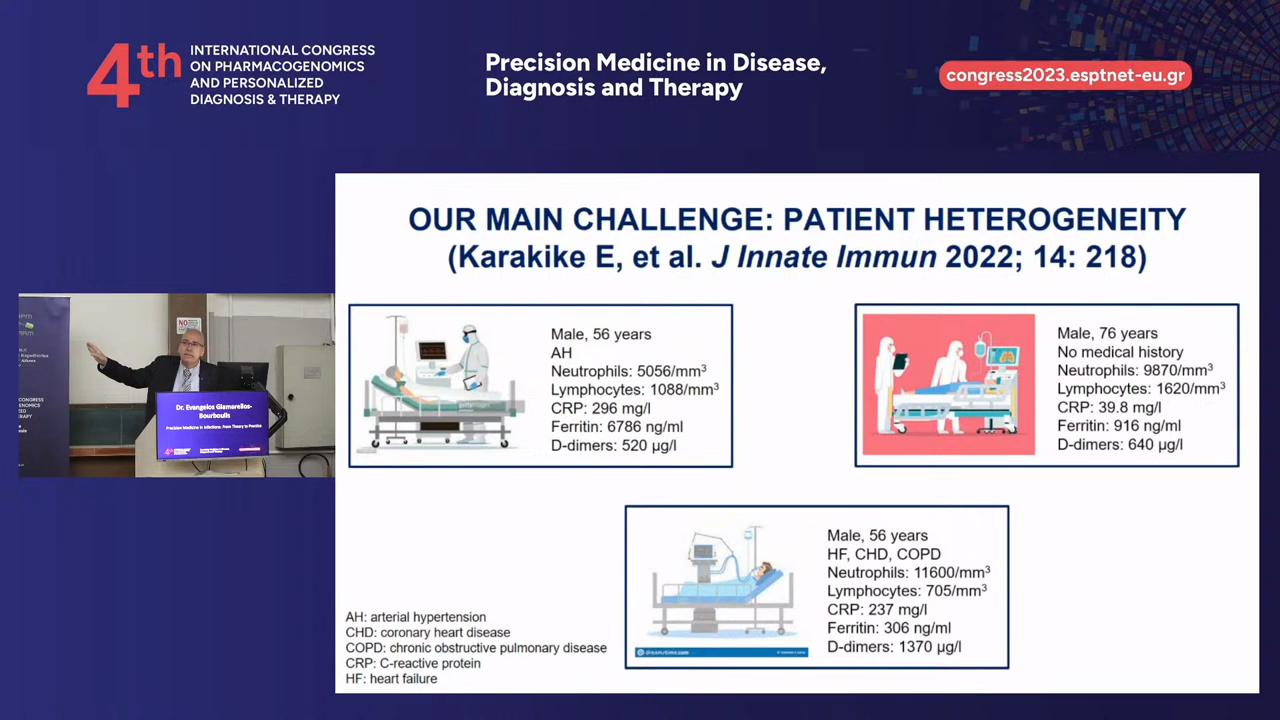 4th
INTERNATIONAL CONGRESS
ON PHARMACOGENOMICS
AND PERSONALIZED
DIAGNOSIS & THERAPY
Precision Medicine in Disease,
Diagnosis and Therapy
congress2023.esptnet-eu.gr
OUR MAIN CHALLENGE: PATIENT HETEROGENEITY
(Karakike E, et al. J Innate Immun 2022; 14: 218)
Male, 56 years
AH
Neutrophils: 5056/mm³
Lymphocytes: 1088/mm³
CRP: 296 mg/l
Ferritin: 6786 ng/ml
D-dimers: 520 µg/l
Male, 76 years
No medical history
Neutrophils: 9870/mm³
Lymphocytes: 1620/mm³
CRP: 39.8 mg/l
Ferritin: 916 ng/ml
D-dimers: 640 µg/l
Male, 56 years
HF, CHD, COPD
Neutrophils: 11600/mm³
Lymphocytes: 705/mm³
CRP: 237 mg/l
Ferritin: 306 ng/ml
D-dimers: 1370 µg/l
AH: arterial hypertension
CHD: coronary heart disease
COPD: chronic obstructive pulmonary disease
CRP: C-reactive protein
HF: heart failure
NO
Dr. Evangelos Giamarellos-
Bourboulis
Precision Medicine in Infections: From Theory to Practice